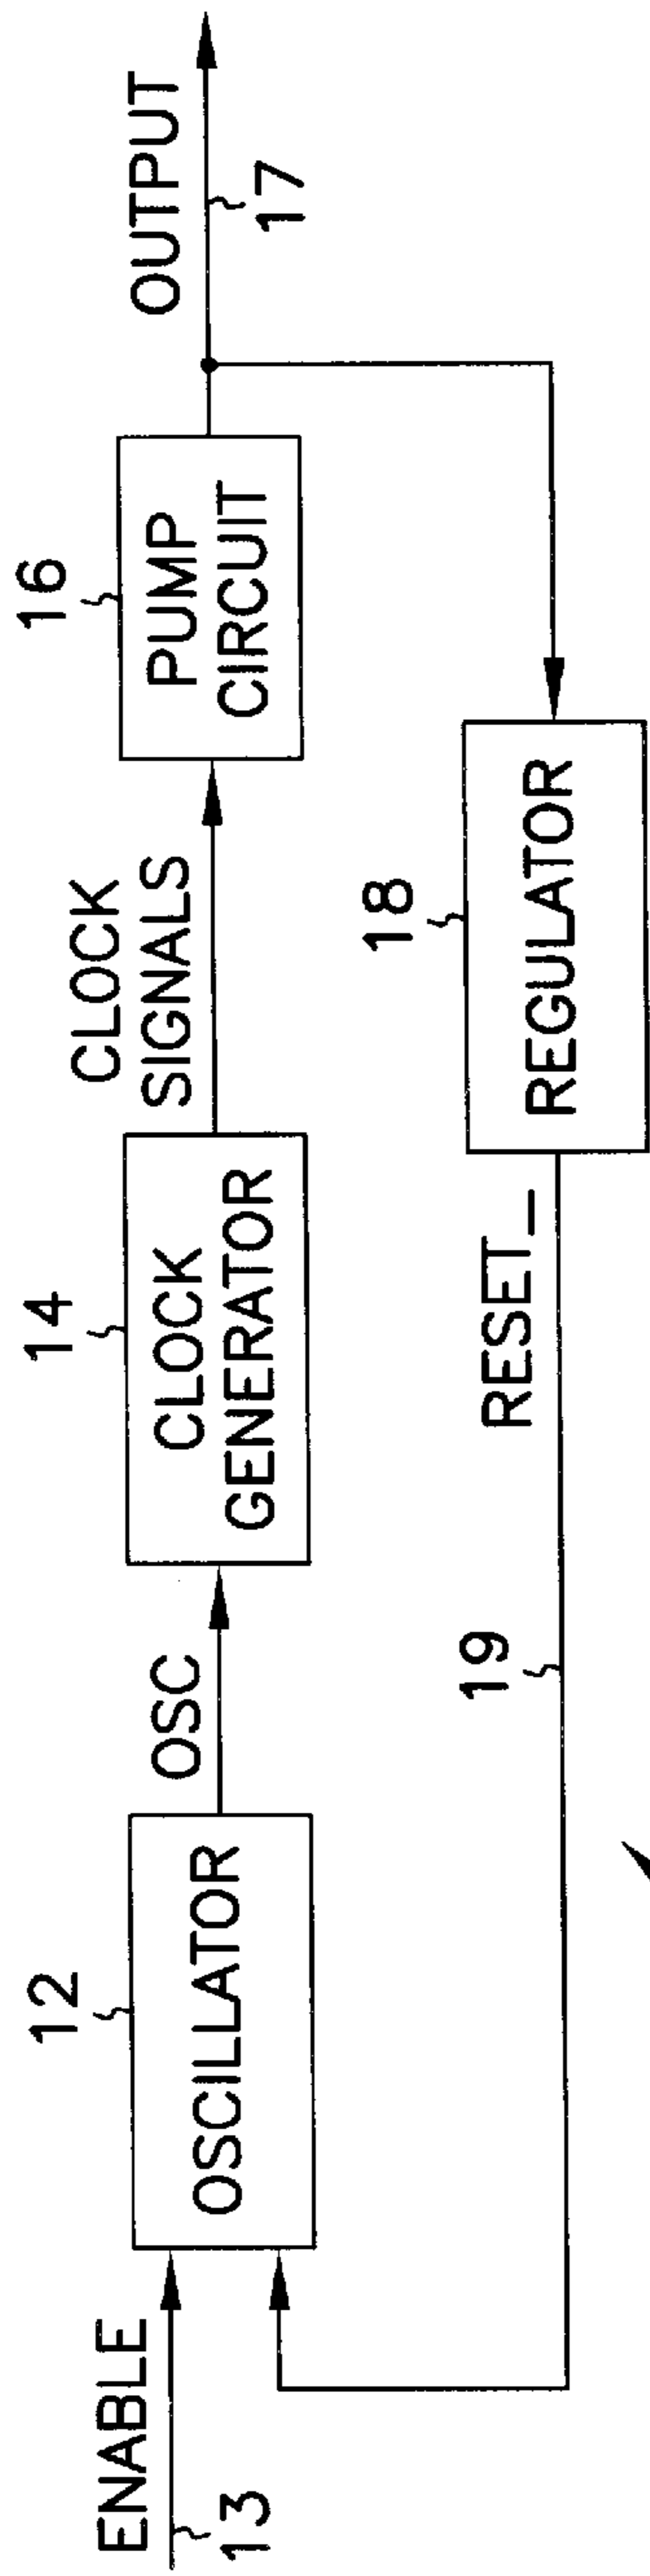 ENABLE
13
12
OSCILLATOR
OSC
14
CLOCK
GENERATOR
CLOCK
SIGNALS
16
PUMP
CIRCUIT
OUTPUT
17
19
RESET_
18
REGULATOR